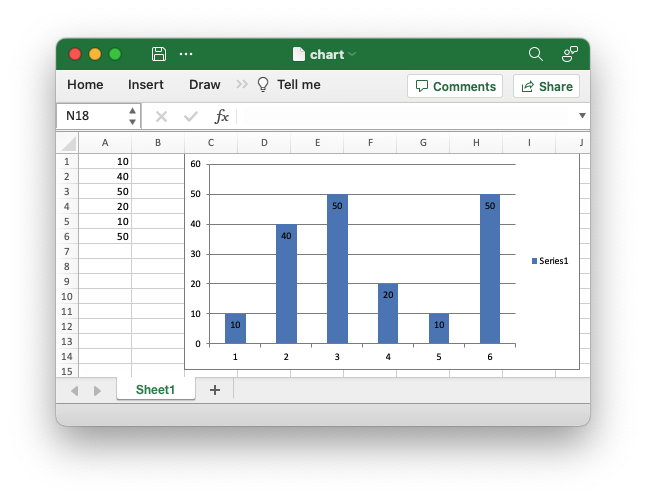 chart
Home Insert Draw Tell me Comments Share
N18 fx
A B C D E F G H I J
1 10
2 40
3 50
4 20
5 10
6 50
7
8
9
10
11
12
13
14
15
60
50
40
30
20
10
0
10 40 50 20 10 50
1 2 3 4 5 6
Series1
Sheet1 +